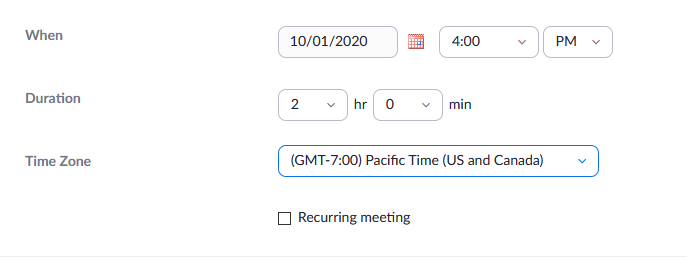 When 10/01/2020 4:00 PM
Duration 2 hr 0 min
Time Zone (GMT-7:00) Pacific Time (US and Canada)
Recurring meeting